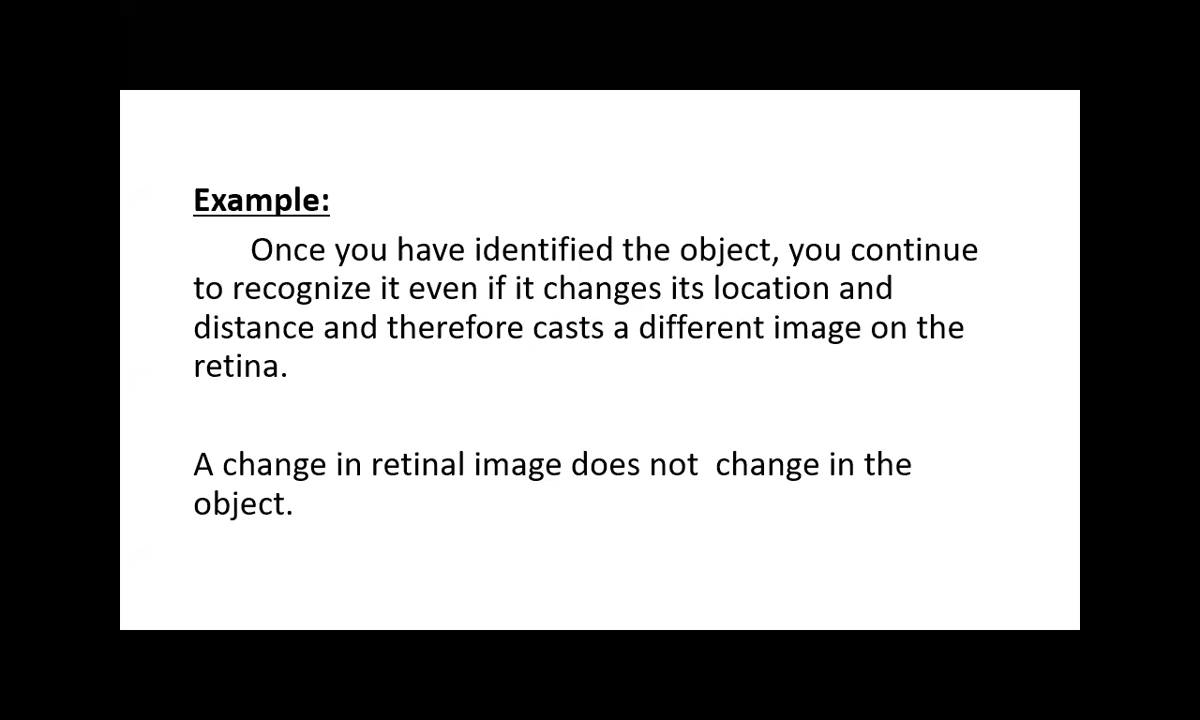 Example:
Once you have identified the object, you continue
to recognize it even if it changes its location and
distance and therefore casts a different image on the
retina.
A change in retinal image does not  change in the
object.